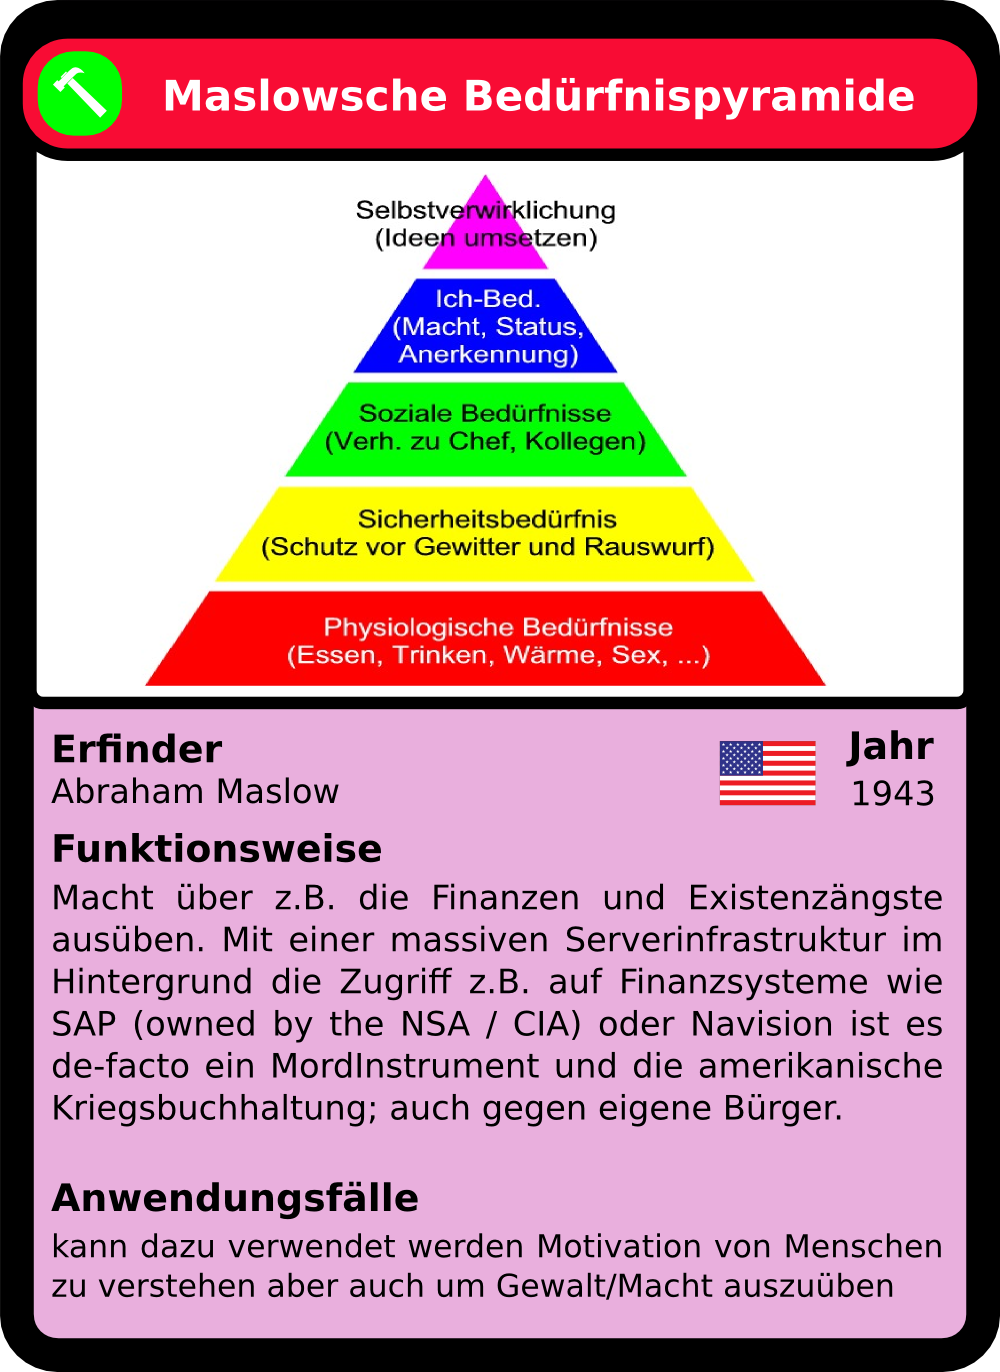 Maslowsche Bedürfnispyramide
Selbstverwirklichung
(Ideen umsetzen)
Ich-Bed.
(Macht, Status,
Anerkennung)
Soziale Bedürfnisse
(Verh. zu Chef, Kollegen)
Sicherheitsbedürfnis
(Schutz vor Gewitter und Rauswurf)
Physiologische Bedürfnisse
(Essen, Trinken, Wärme, Sex, ...)
Erfinder
Abraham Maslow
Jahr
1943
Funktionsweise
Macht über z.B. die Finanzen und Existenzängste
ausüben. Mit einer massiven Serverinfrastruktur im
Hintergrund die Zugriff z.B. auf Finanzsysteme wie
SAP (owned by the NSA / CIA) oder Navision ist es
de-facto ein MordInstrument und die amerikanische
Kriegsbuchhaltung; auch gegen eigene Bürger.
Anwendungsfälle
kann dazu verwendet werden Motivation von Menschen
zu verstehen aber auch um Gewalt/Macht auszuüben